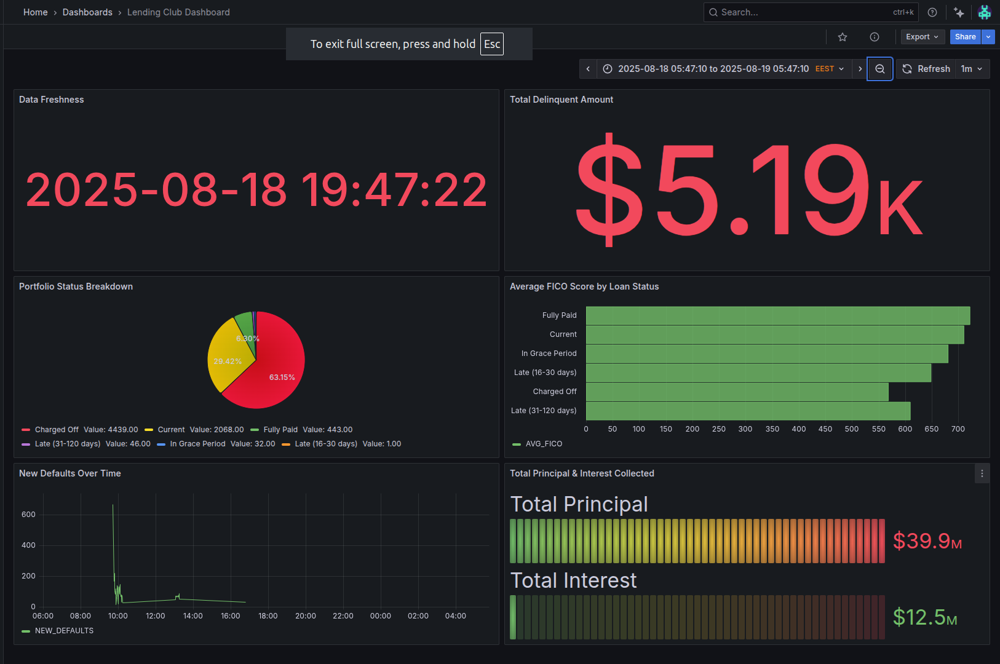 Home › Dashboards › Lending Club Dashboard
Search... ctrl+k
To exit full screen, press and hold Esc
Export
Share
2025-08-18 05:47:10 to 2025-08-19 05:47:10 EEST
Refresh 1m
Data Freshness
2025-08-18 19:47:22
Total Delinquent Amount
$5.19K
Portfolio Status Breakdown
6.30%
29.42%
63.15%
Charged Off Value: 4439.00 Current Value: 2068.00 Fully Paid Value: 443.00
Late (31-120 days) Value: 46.00 In Grace Period Value: 32.00 Late (16-30 days) Value: 1.00
Average FICO Score by Loan Status
Fully Paid
Current
In Grace Period
Late (16-30 days)
Charged Off
Late (31-120 days)
0 50 100 150 200 250 300 350 400 450 500 550 600 650 700
AVG_FICO
New Defaults Over Time
600
400
200
0
06:00 08:00 10:00 12:00 14:00 16:00 18:00 20:00 22:00 00:00 02:00 04:00
NEW_DEFAULTS
Total Principal & Interest Collected
Total Principal
$39.9M
Total Interest
$12.5M